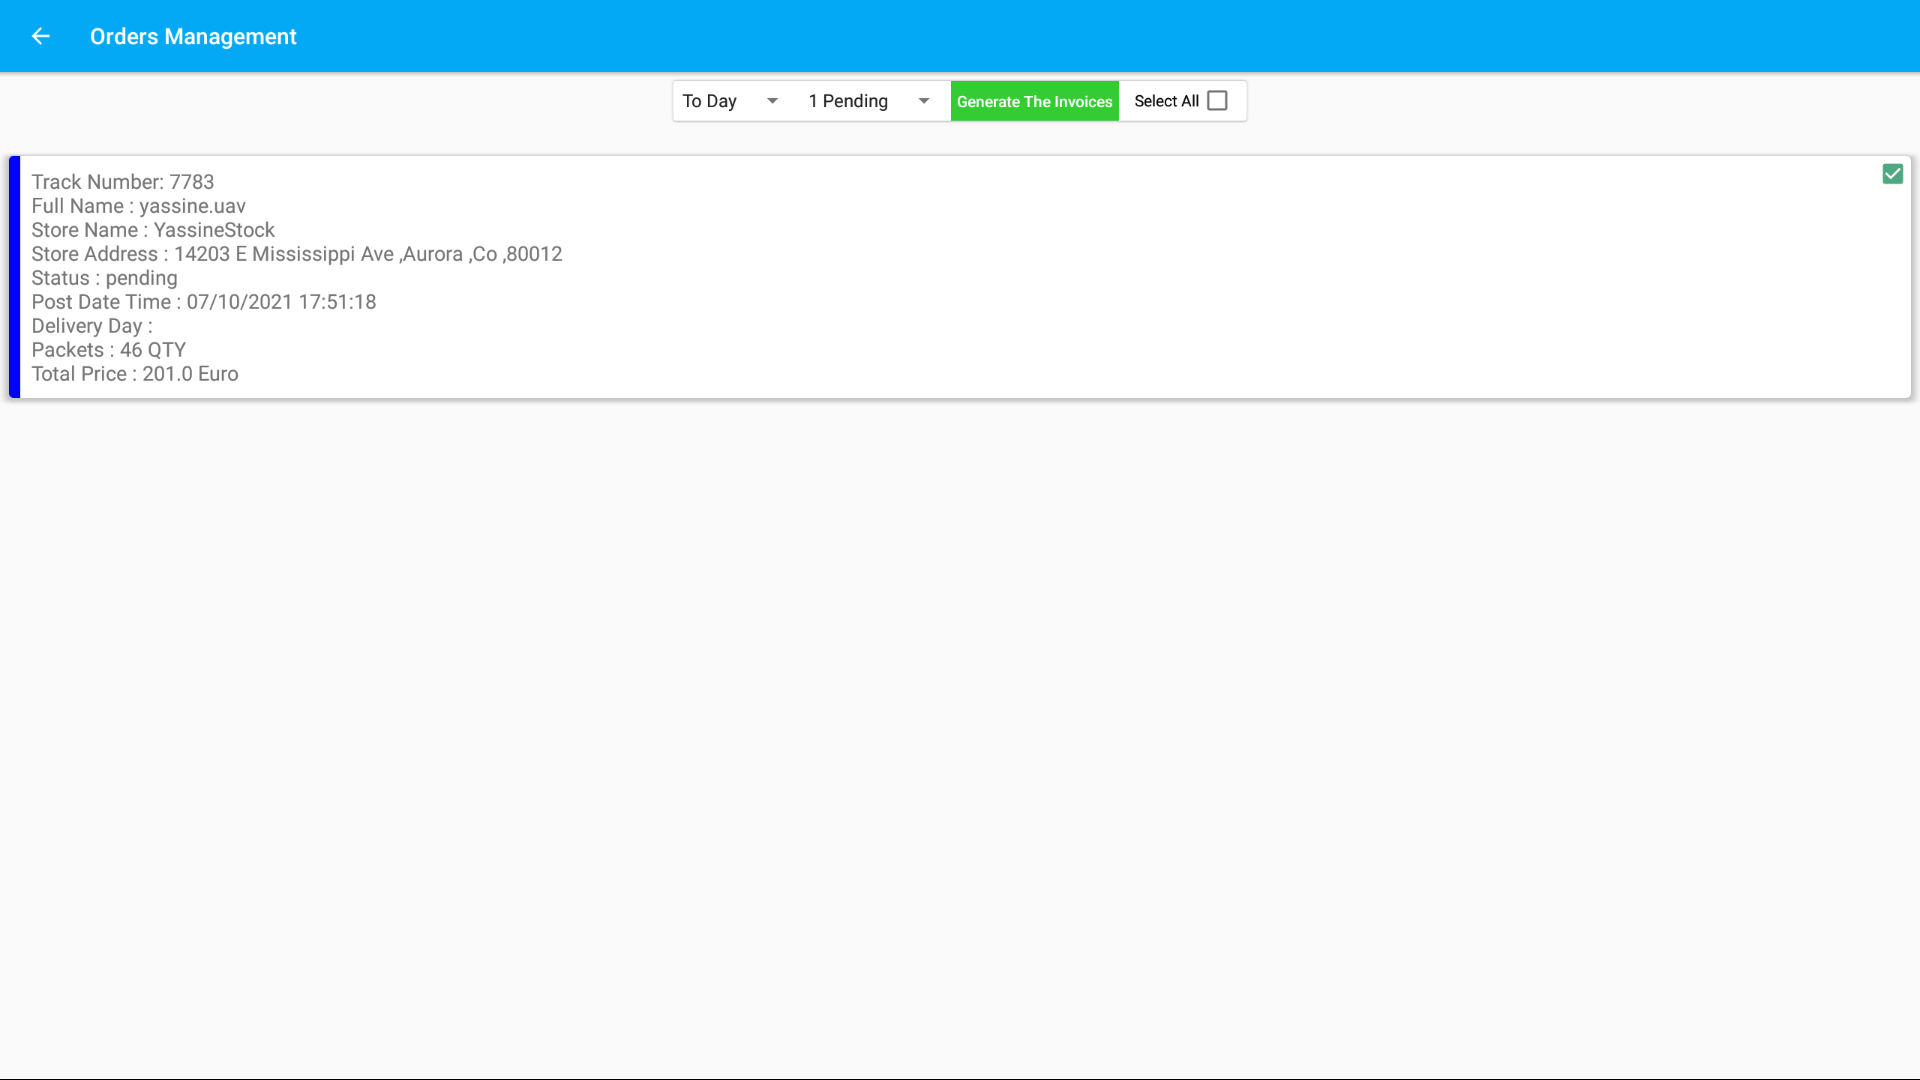 Orders Management
To Day 1 Pending Generate The Invoices Select All
Track Number: 7783
Full Name : yassine.uav
Store Name : YassineStock
Store Address : 14203 E Mississippi Ave ,Aurora ,Co ,80012
Status : pending
Post Date Time : 07/10/2021 17:51:18
Delivery Day :
Packets : 46 QTY
Total Price : 201.0 Euro